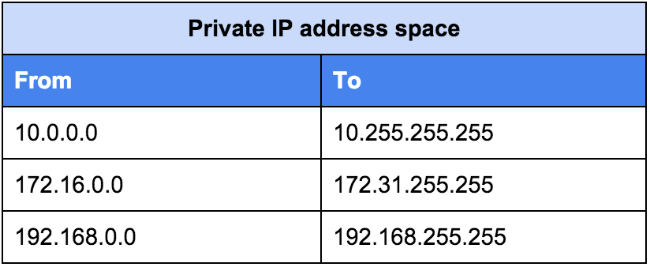 Private IP address space
From To
10.0.0.0 10.255.255.255
172.16.0.0 172.31.255.255
192.168.0.0 192.168.255.255